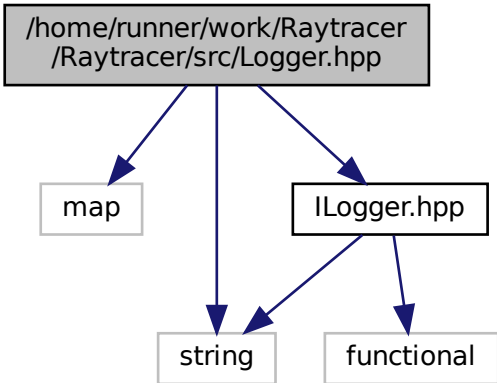 /home/runner/work/Raytracer
/Raytracer/src/Logger.hpp
map
ILogger.hpp
string
functional